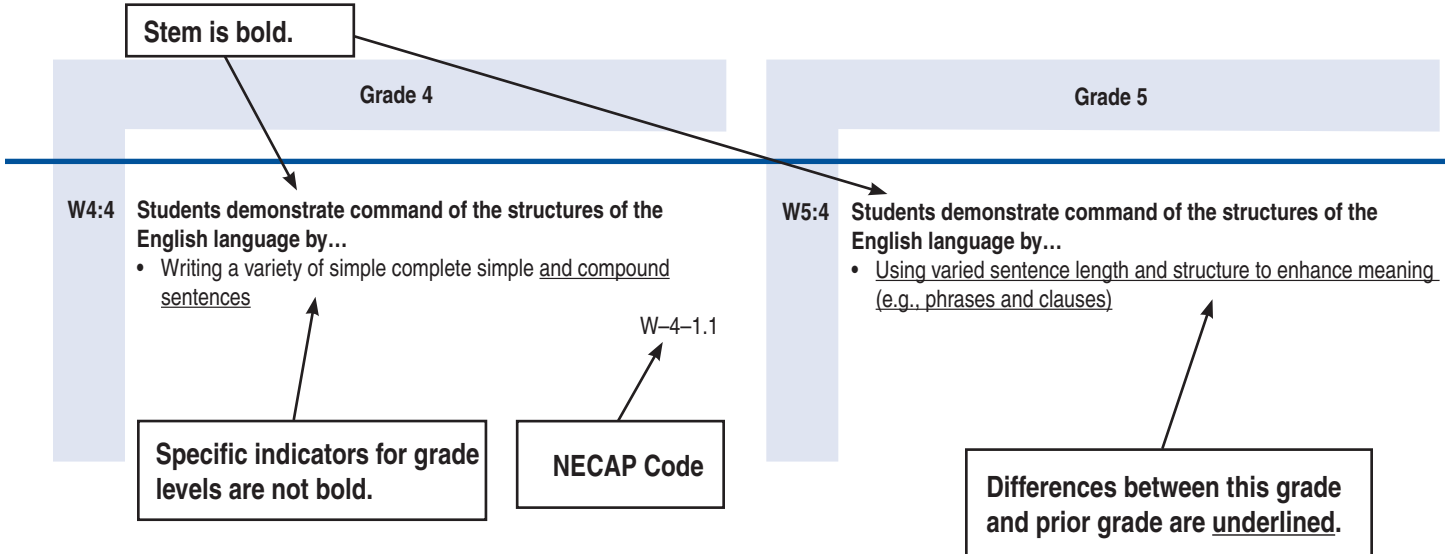 Stem is bold.
Grade 4
Grade 5
W4:4 Students demonstrate command of the structures of the
English language by…
• Writing a variety of simple complete simple and compound
sentences
W–4–1.1
W5:4 Students demonstrate command of the structures of the
English language by…
• Using varied sentence length and structure to enhance meaning
(e.g., phrases and clauses)
Specific indicators for grade
levels are not bold.
NECAP Code
Differences between this grade
and prior grade are underlined.